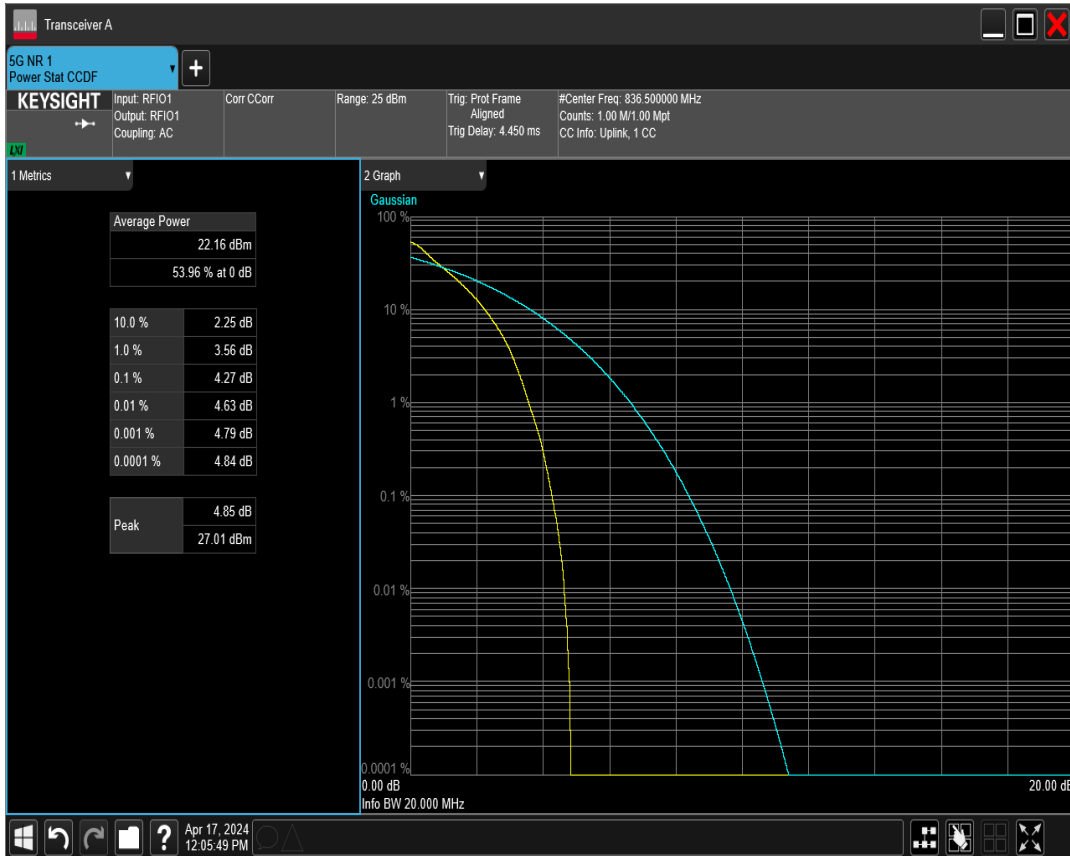 Transceiver A
5G NR 1
Power Stat CCDF
+
KEYSIGHT
LXI
Input: RFIO1
Output: RFIO1
Coupling: AC
Corr CCorr
Range: 25 dBm
Trig: Prot Frame
Aligned
Trig Delay: 4.450 ms
#Center Freq: 836.500000 MHz
Counts: 1.00 M/1.00 Mpt
CC Info: Uplink, 1 CC
1 Metrics
Average Power
22.16 dBm
53.96 % at 0 dB
10.0 % 2.25 dB
1.0 % 3.56 dB
0.1 % 4.27 dB
0.01 % 4.63 dB
0.001 % 4.79 dB
0.0001 % 4.84 dB
Peak 4.85 dB
27.01 dBm
2 Graph
Gaussian
100 %
10 %
1 %
0.1 %
0.01 %
0.001 %
0.0001 %
0.00 dB 20.00 dB
Info BW 20.000 MHz
? Apr 17, 2024
12:05:49 PM